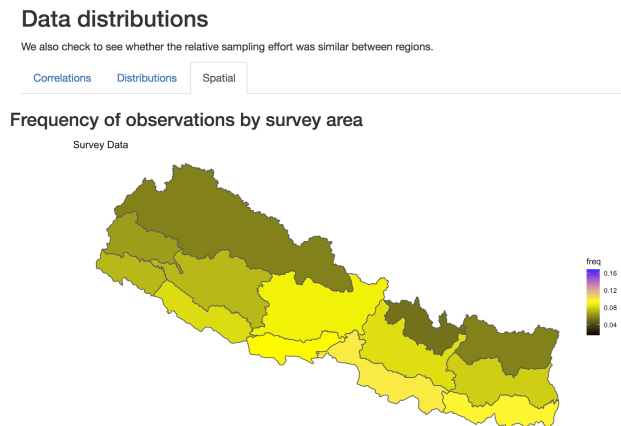 Data distributions
We also check to see whether the relative sampling effort was similar between regions.
Correlations
Distributions
Spatial
Frequency of observations by survey area
Survey Data
freq
0.16
0.12
0.08
0.04